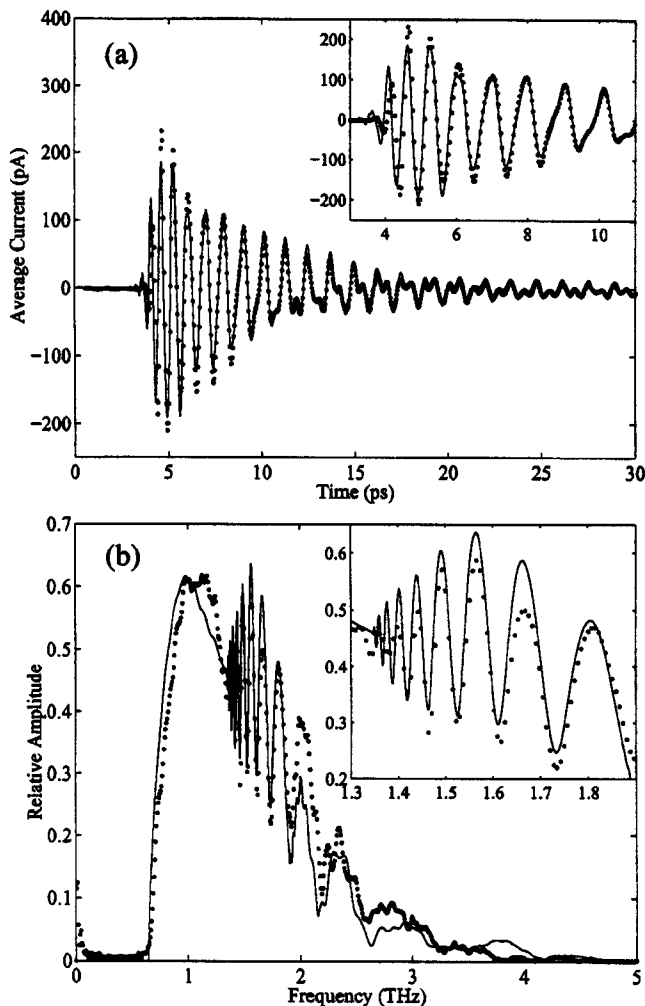 400
(a)
300
200
100
0
−100
−200
Average Current (pA)
200
100
0
−100
−200
4 6 8 10
0 5 10 15 20 25 30
Time (ps)
0.7
(b)
0.6
0.5
0.4
0.3
0.2
0.1
0
Relative Amplitude
0.6
0.5
0.4
0.3
0.2
1.3 1.4 1.5 1.6 1.7 1.8
0 1 2 3 4 5
Frequency (THz)